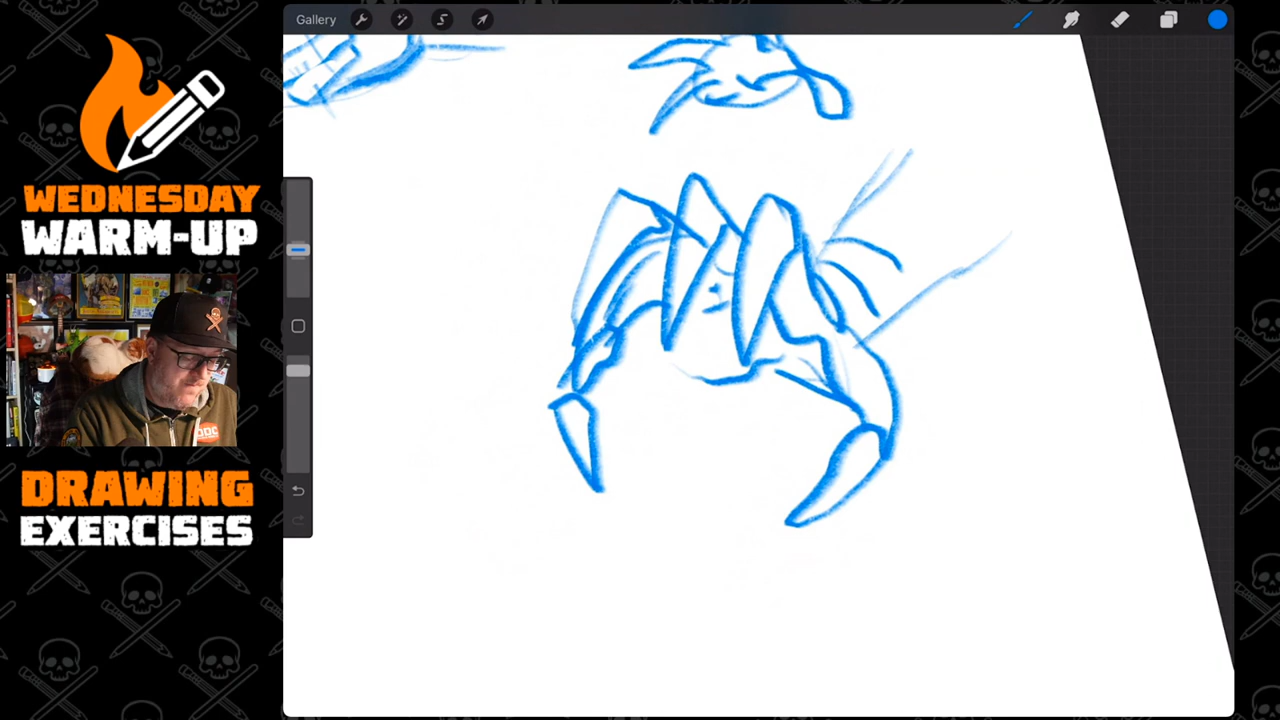 Gallery
WEDNESDAY
WARM-UP
DRAWING
EXERCISES